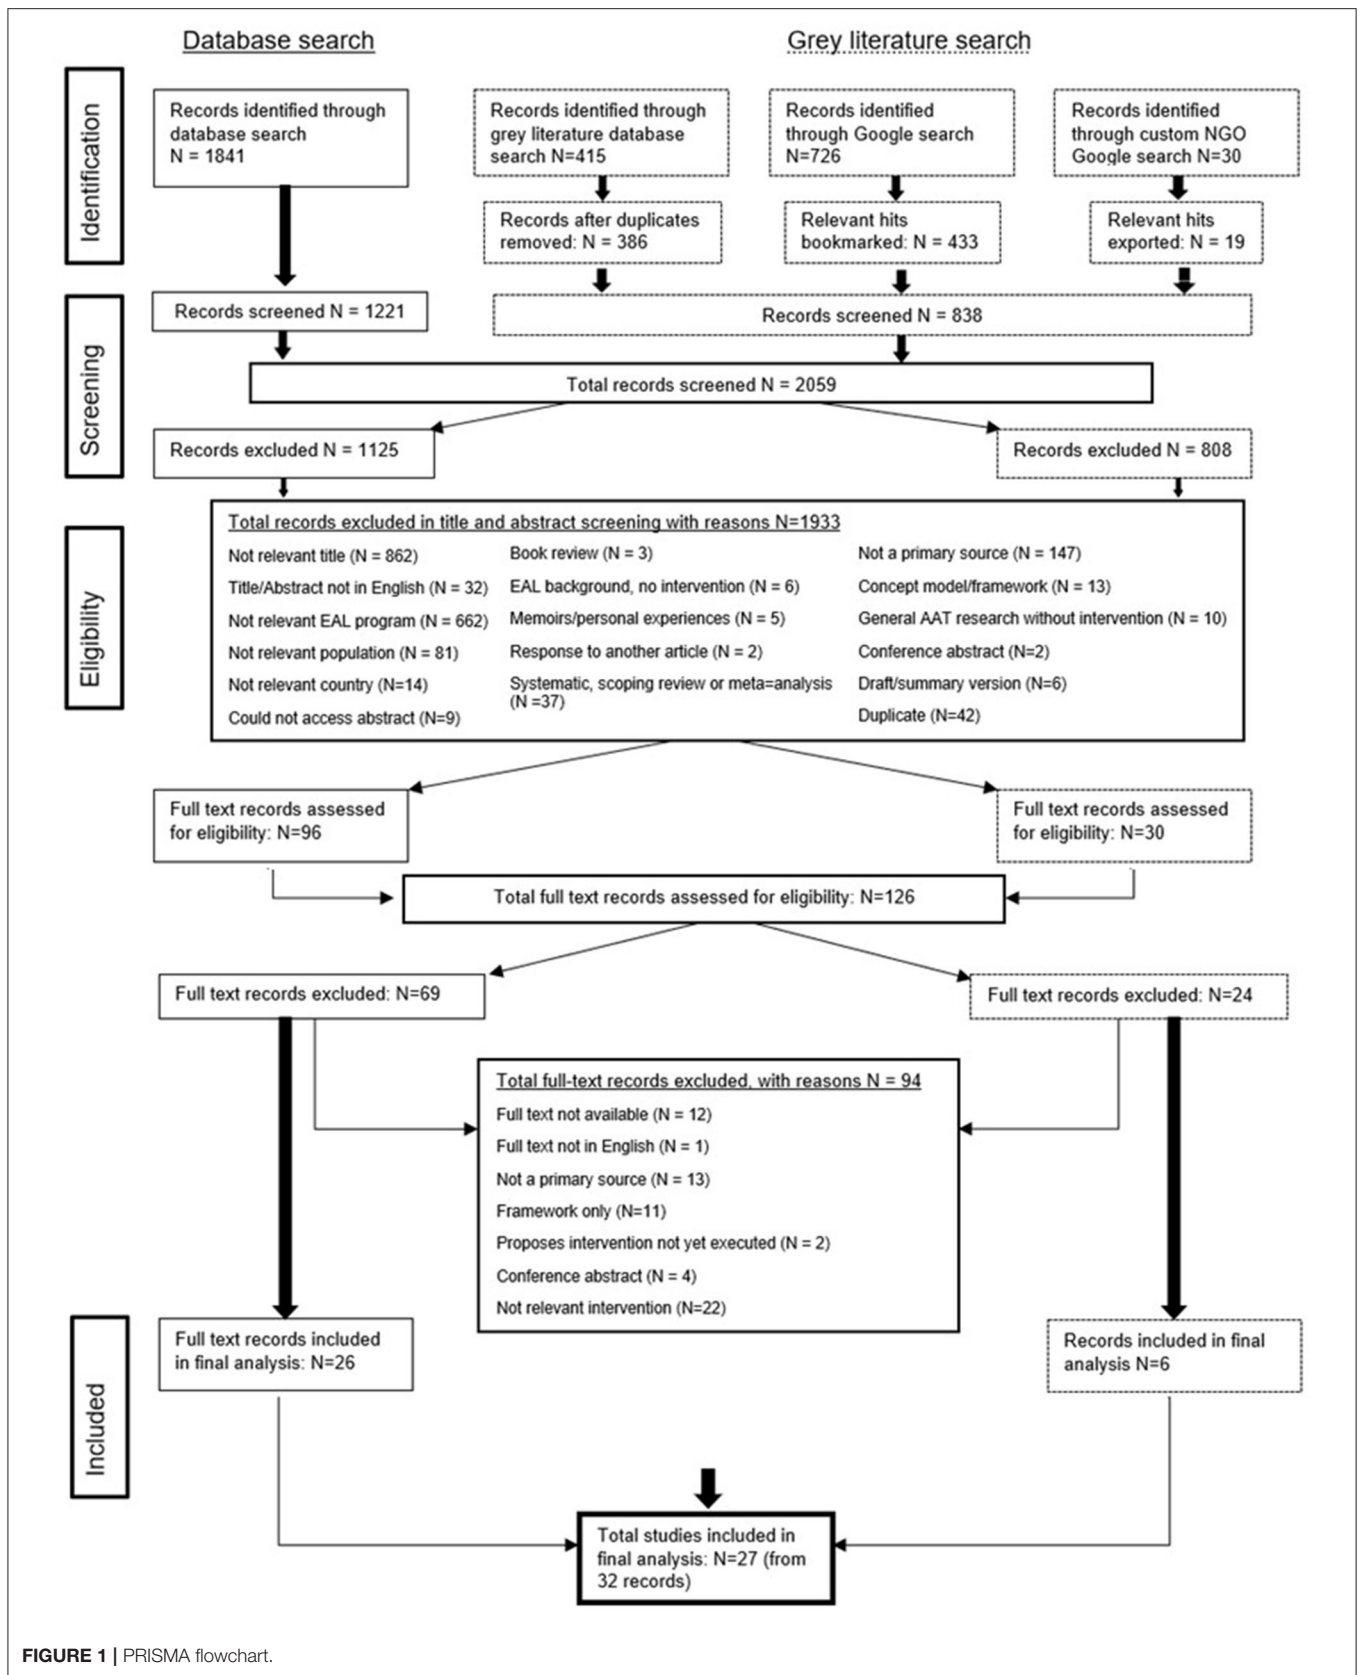 Database search
Grey literature search
Identification
Records identified through
database search
N = 1841
Records identified through
grey literature database
search N=415
Records identified
through Google search
N=726
Records identified
through custom NGO
Google search N=30
Records after duplicates
removed: N = 386
Relevant hits
bookmarked: N = 433
Relevant hits
exported: N = 19
Screening
Records screened N = 1221
Records screened N = 838
Total records screened N = 2059
Records excluded N = 1125
Records excluded N = 808
Eligibility
Total records excluded in title and abstract screening with reasons N=1933
Not relevant title (N = 862)
Title/Abstract not in English (N = 32)
Not relevant EAL program (N = 662)
Not relevant population (N = 81)
Not relevant country (N=14)
Could not access abstract (N=9)
Book review (N = 3)
EAL background, no intervention (N = 6)
Memoirs/personal experiences (N = 5)
Response to another article (N = 2)
Systematic, scoping review or meta=analysis
(N =37)
Not a primary source (N = 147)
Concept model/framework (N = 13)
General AAT research without intervention (N = 10)
Conference abstract (N=2)
Draft/summary version (N=6)
Duplicate (N=42)
Full text records assessed
for eligibility: N=96
Full text records assessed
for eligibility: N=30
Total full text records assessed for eligibility: N=126
Full text records excluded: N=69
Full text records excluded: N=24
Total full-text records excluded, with reasons N = 94
Full text not available (N = 12)
Full text not in English (N = 1)
Not a primary source (N = 13)
Framework only (N=11)
Proposes intervention not yet executed (N = 2)
Conference abstract (N = 4)
Not relevant intervention (N=22)
Included
Full text records included
in final analysis: N=26
Records included in final
analysis N=6
Total studies included in
final analysis: N=27 (from
32 records)
FIGURE 1 | PRISMA flowchart.